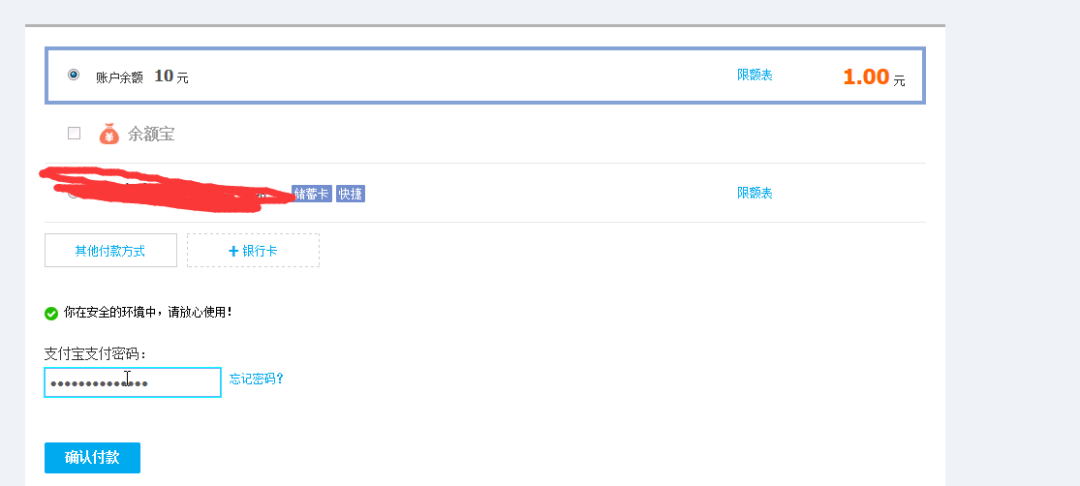 账户余额 10 元 限额表 1.00 元
余额宝
储蓄卡 快捷 限额表
其他付款方式 + 银行卡
你在安全的环境中，请放心使用！
支付宝支付密码：
●●●●●●●●●●●●●● 忘记密码？
确认付款